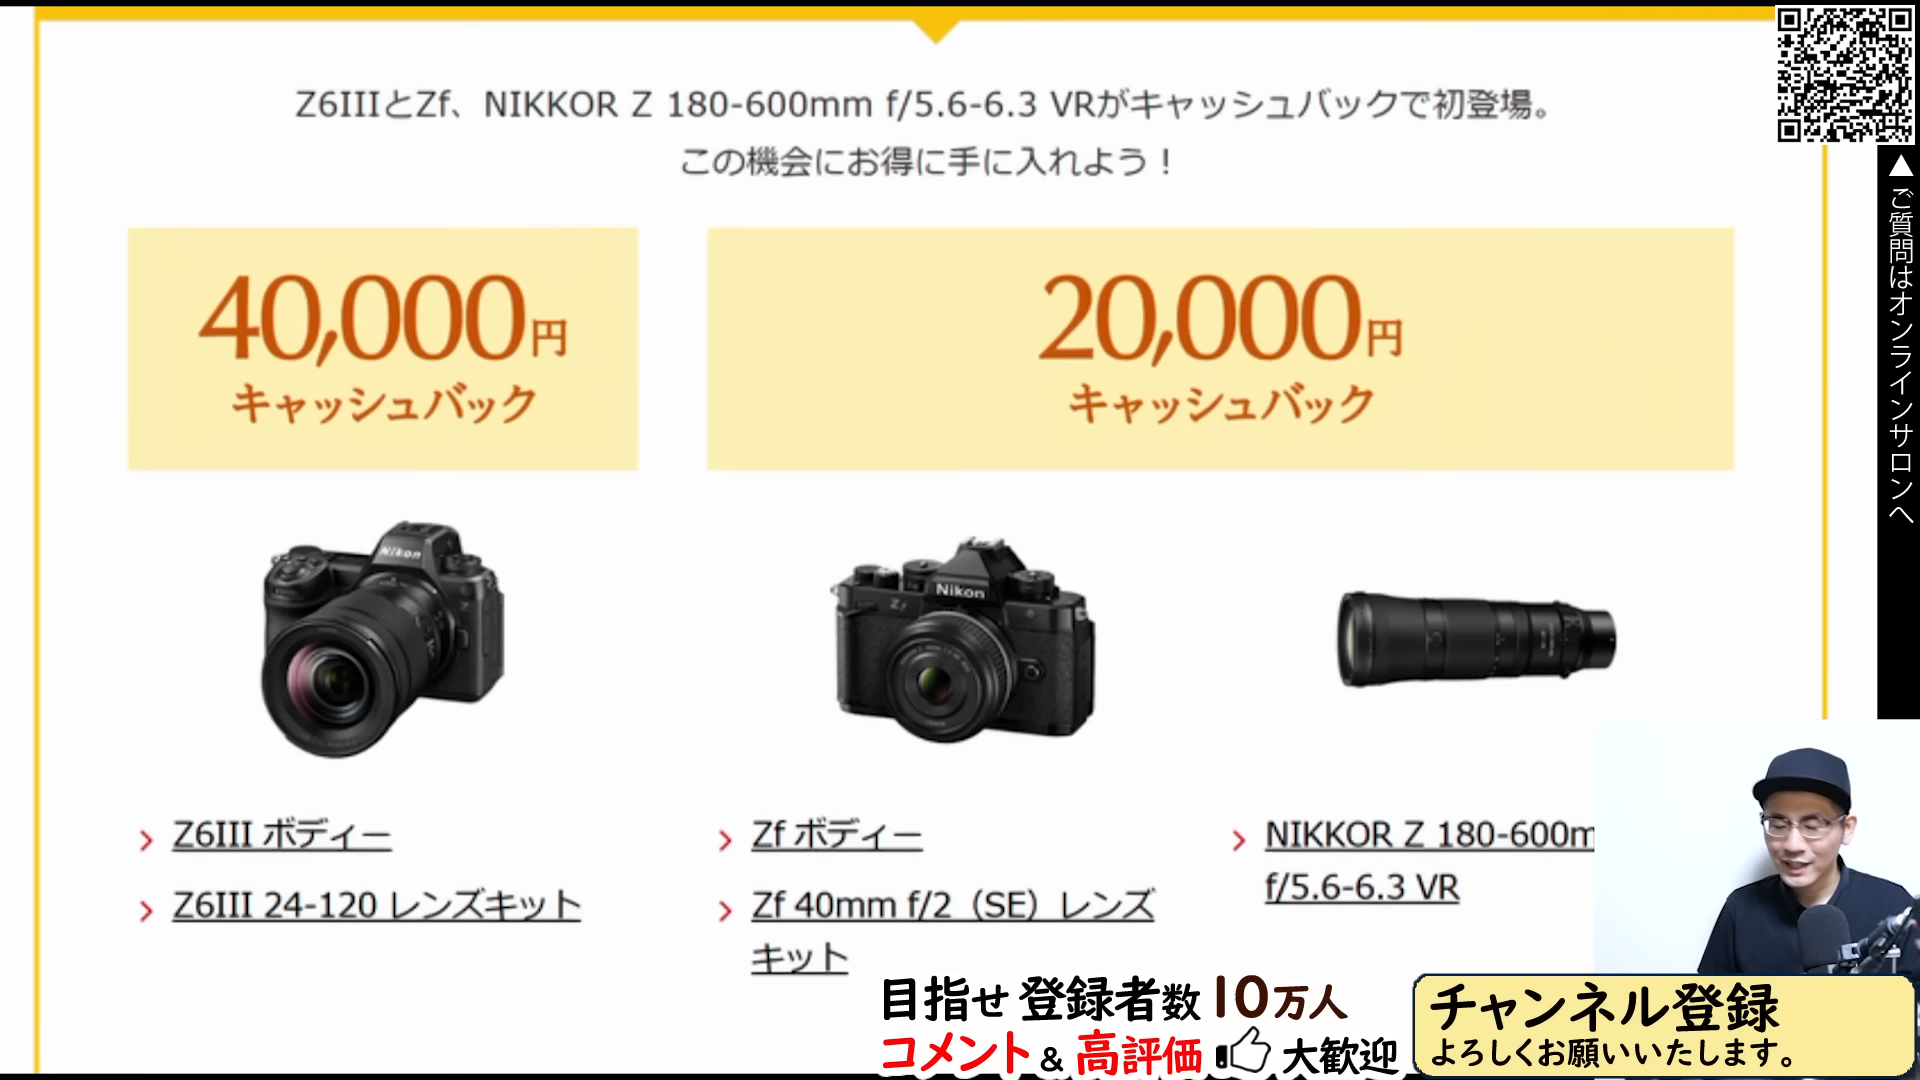 Z6IIIとZf、NIKKOR Z 180-600mm f/5.6-6.3 VRがキャッシュバックで初登場。
この機会にお得に手に入れよう！
40,000円
キャッシュバック
20,000円
キャッシュバック
Nikon
Nikon
Zf
Z6III ボディー
Z6III 24-120 レンズキット
Zf ボディー
Zf 40mm f/2（SE）レンズ
キット
NIKKOR Z 180-600m
f/5.6-6.3 VR
▲ご質問はオンラインサロンへ
目指せ 登録者数 10万人
コメント & 高評価 大歓迎
チャンネル登録
よろしくお願いいたします。